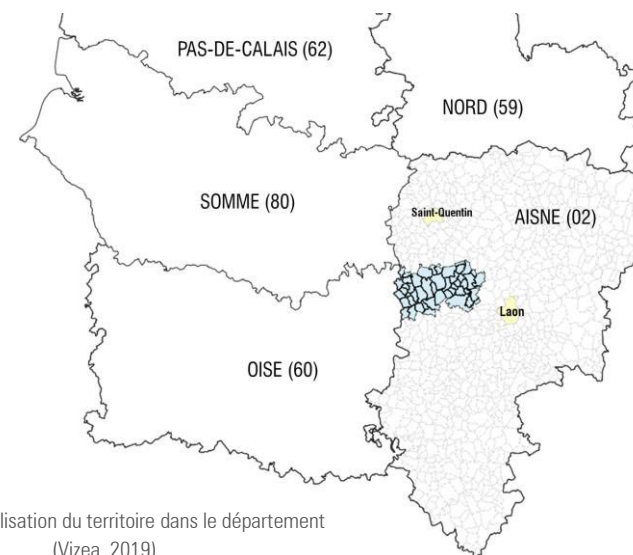 PAS-DE-CALAIS (62)
NORD (59)
SOMME (80)
Saint-Quentin
AISNE (02)
Laon
OISE (60)
lisation du territoire dans le département
(Vizea, 2019)